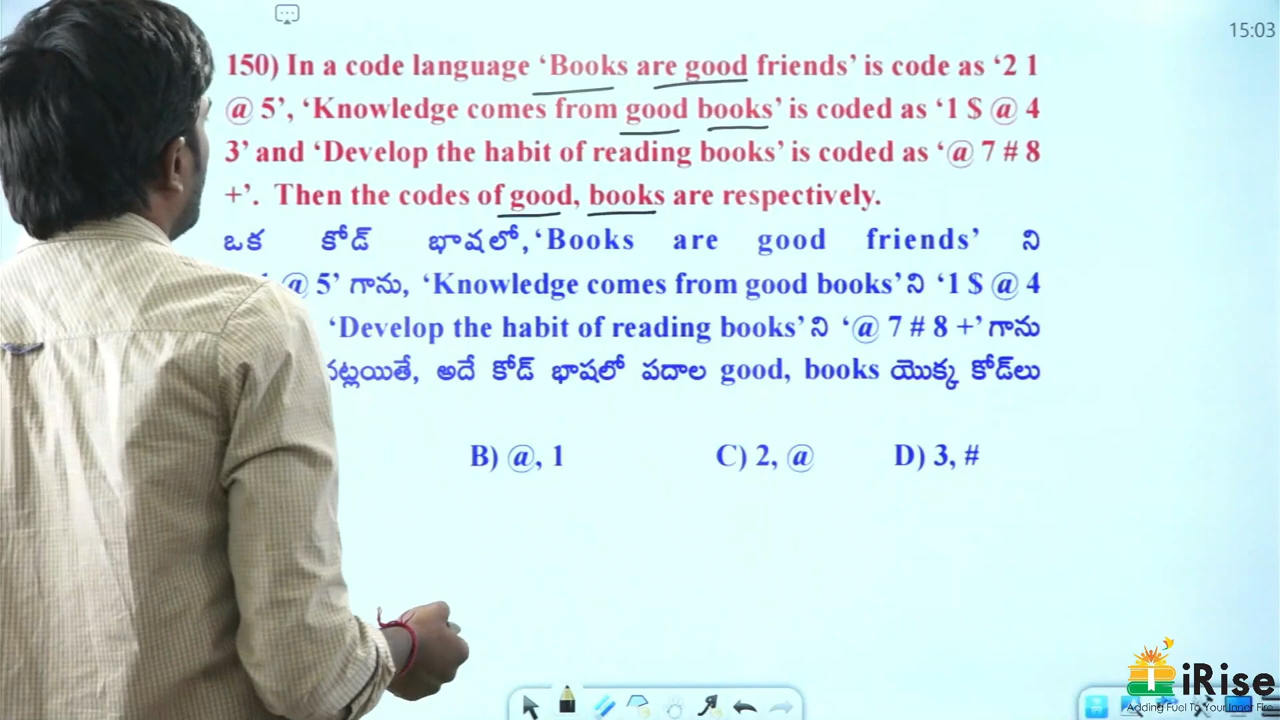 15:03
150) In a code language ‘Books are good friends’ is code as ‘2 1
@ 5’, ‘Knowledge comes from good books’ is coded as ‘1 $ @ 4
3’ and ‘Develop the habit of reading books’ is coded as ‘@ 7 # 8
+’. Then the codes of good, books are respectively.
ఒక కోడ్ భాషలో, ‘Books are good friends’ ని
@ 5’ గాను, ‘Knowledge comes from good books’ ని ‘1 $ @ 4
‘Develop the habit of reading books’ ని ‘@ 7 # 8 +’ గాను
అదే కోడ్ భాషలో పదాల good, books యొక్క కోడ్‌లు
B) @, 1 C) 2, @ D) 3, #
iRise
Adding Fuel To Your Inner Fire